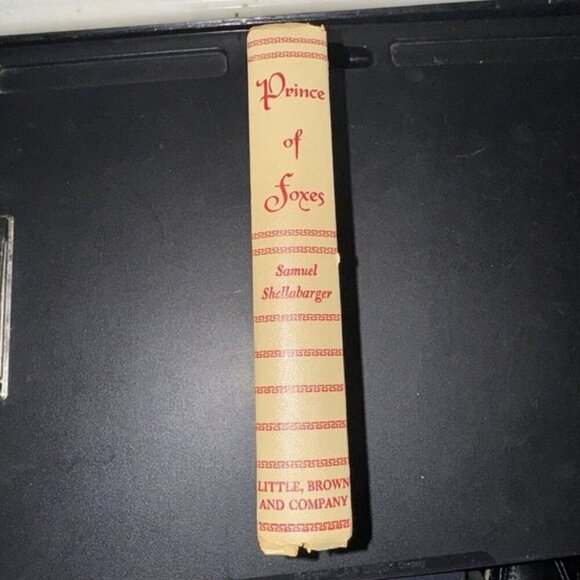 Prince
of
Foxes
Samuel
Shellabarger
LITTLE, BROWN
AND COMPANY